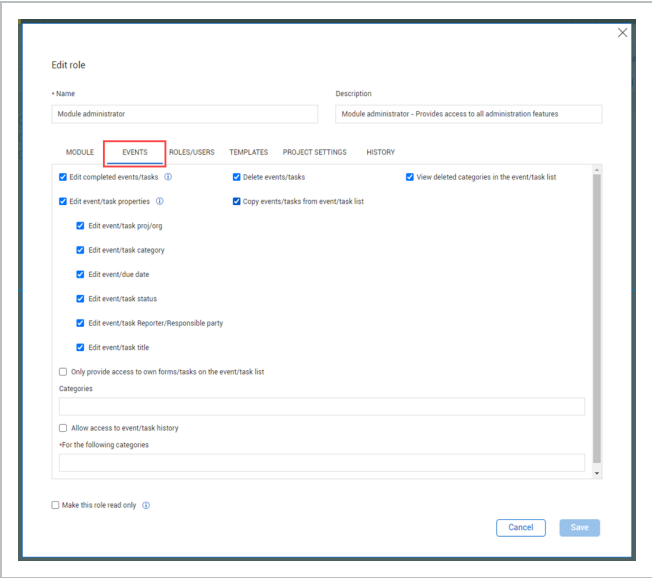 Edit role
* Name
Description
Module administrator
Module administrator - Provides access to all administration features
MODULE EVENTS ROLES/USERS TEMPLATES PROJECT SETTINGS HISTORY
Edit completed events/tasks Delete events/tasks View deleted categories in the event/task list
Edit event/task properties Copy events/tasks from event/task list
Edit event/task proj/org
Edit event/task category
Edit event/due date
Edit event/task status
Edit event/task Reporter/Responsible party
Edit event/task title
Only provide access to own forms/tasks on the event/task list
Categories
Allow access to event/task history
*For the following categories
Make this role read only
Cancel Save